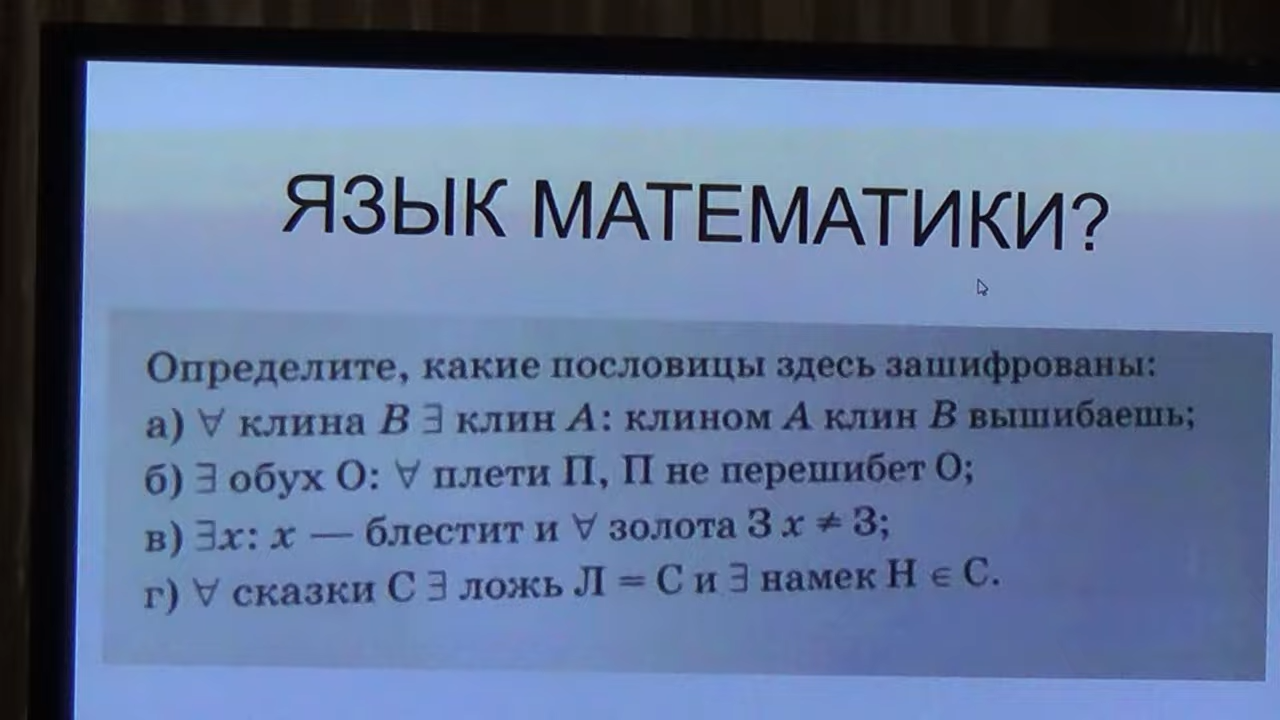 ЯЗЫК МАТЕМАТИКИ?
Определите, какие пословицы здесь зашифрованы:
а) ∀ клина B ∃ клин A: клином A клин B вышибаешь;
б) ∃ обух О: ∀ плети П, П не перешибет О;
в) ∃x: x — блестит и ∀ золота З x ≠ З;
г) ∀ сказки С ∃ ложь Л = С и ∃ намек Н ∈ С.